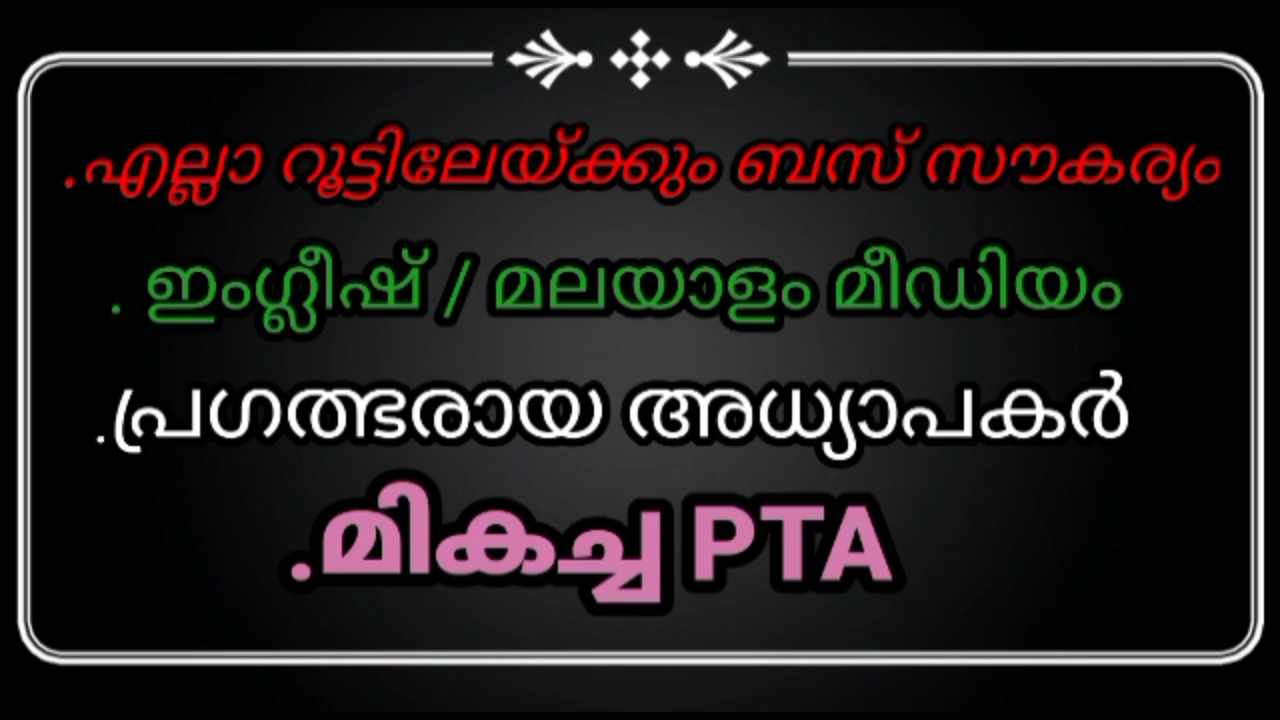 .എല്ലാ റൂട്ടിലേയ്ക്കും ബസ് സൗകര്യം
. ഇംഗ്ലീഷ് / മലയാളം മീഡിയം
.പ്രഗത്ഭരായ അധ്യാപകർ
.മികച്ച PTA